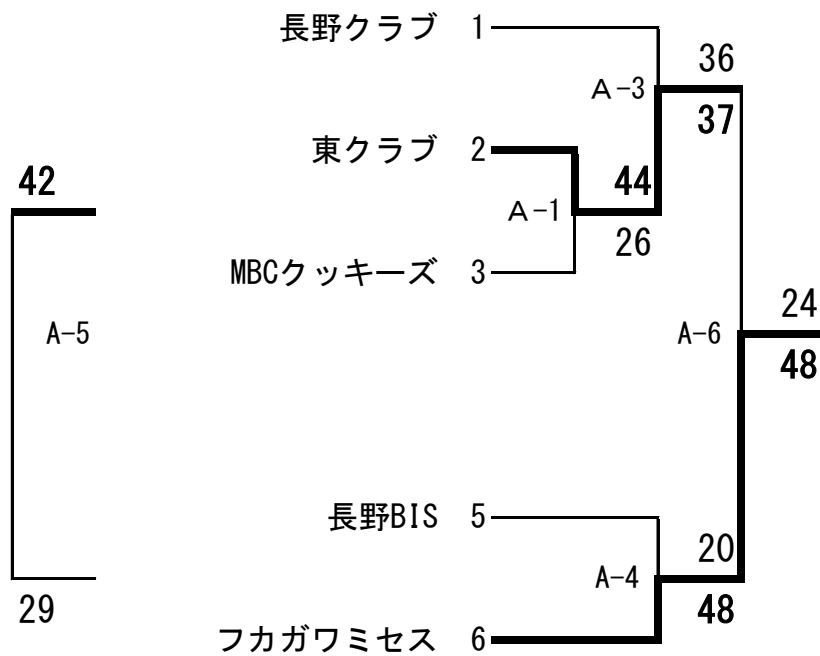 長野クラブ 1
36
A-3
37
東クラブ 2
42
44
A-1
26
MBCクッキーズ 3
24
A-5
A-6
48
長野BIS 5
20
A-4
29
48
フカガワミセス 6